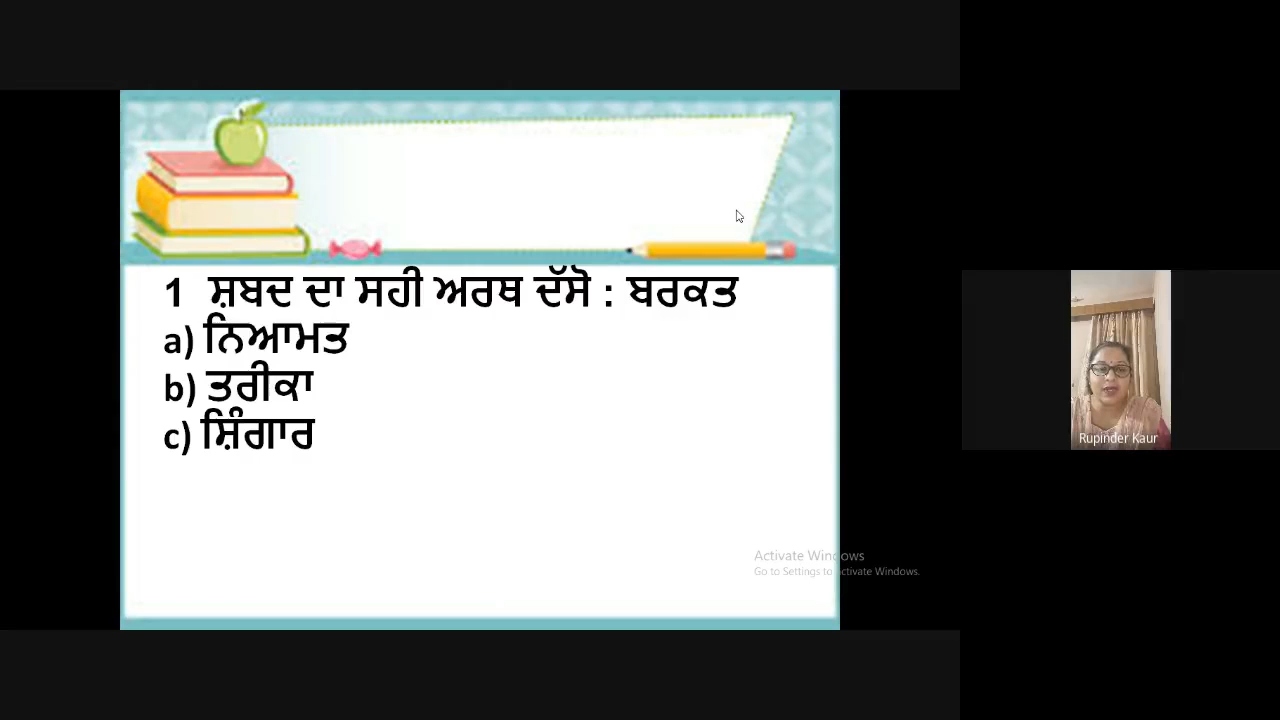 1 ਸ਼ਬਦ ਦਾ ਸਹੀ ਅਰਥ ਦੱਸੋ : ਬਰਕਤ
a) ਨਿਆਮਤ
b) ਤਰੀਕਾ
c) ਸ਼ਿੰਗਾਰ
Rupinder Kaur
Activate Windows
Go to Settings to activate Windows.